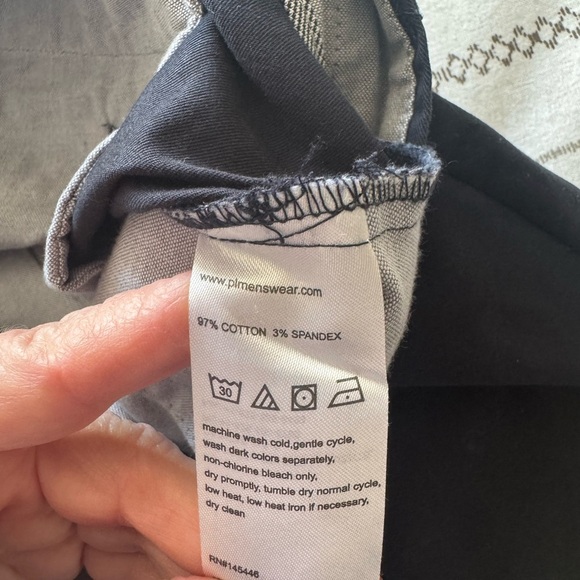 www.plmenswear.com
97% COTTON 3% SPANDEX
30
machine wash cold,gentle cycle,
wash dark colors separately,
non-chlorine bleach only,
dry promptly, tumble dry normal cycle,
low heat, low heat iron if necessary,
dry clean
RN#145446